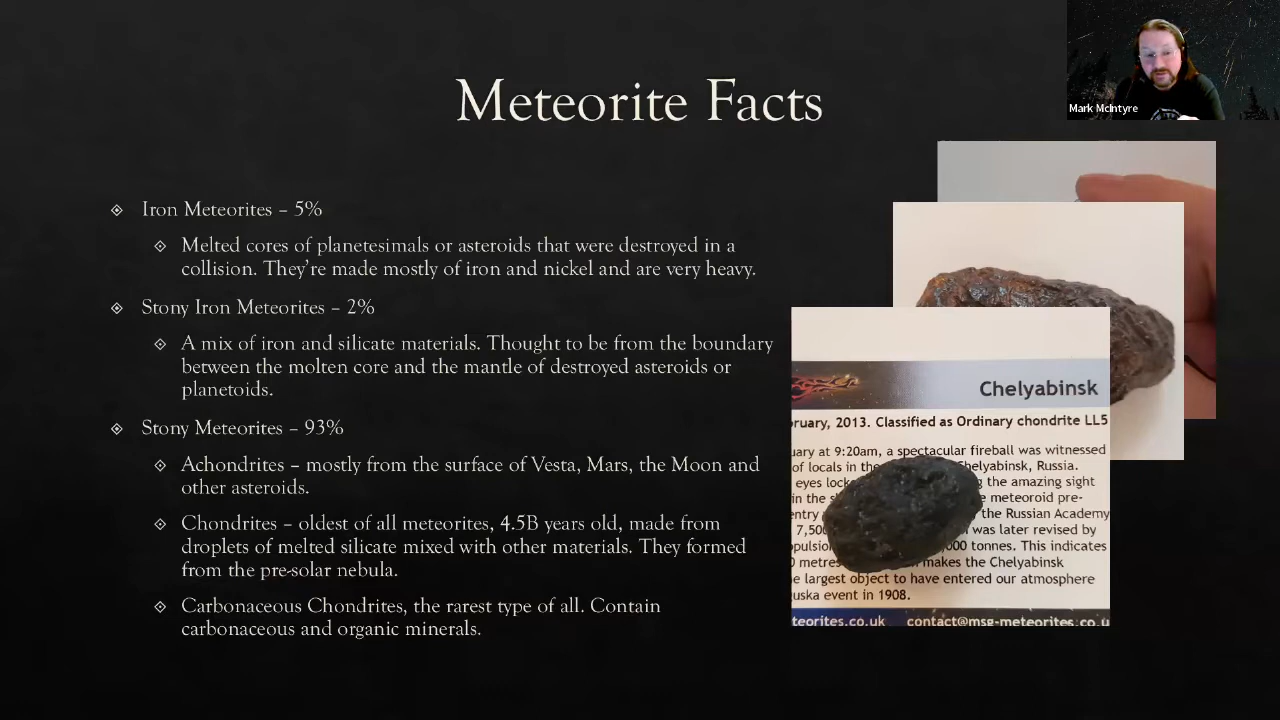 Meteorite Facts
Mark McIntyre
Iron Meteorites – 5%
Melted cores of planetesimals or asteroids that were destroyed in a
collision. They're made mostly of iron and nickel and are very heavy.
Stony Iron Meteorites – 2%
A mix of iron and silicate materials. Thought to be from the boundary
between the molten core and the mantle of destroyed asteroids or
planetoids.
Stony Meteorites – 93%
Achondrites – mostly from the surface of Vesta, Mars, the Moon and
other asteroids.
Chondrites – oldest of all meteorites, 4.5B years old, made from
droplets of melted silicate mixed with other materials. They formed
from the pre-solar nebula.
Carbonaceous Chondrites, the rarest type of all. Contain
carbonaceous and organic minerals.
Chelyabinsk
2013. Classified as Ordinary chondrite LL5
at 9:20am, a spectacular fireball was witnessed
of locals in the Chelyabinsk, Russia.
eyes the amazing sight
in the meteoroid pre-
entry the Russian Academy
7,500 was later revised by
000 tonnes. This indicates
metres makes the Chelyabinsk
largest object to have entered our atmosphere
event in 1908.
teorites.co.uk contact@msg-meteorites.co.u